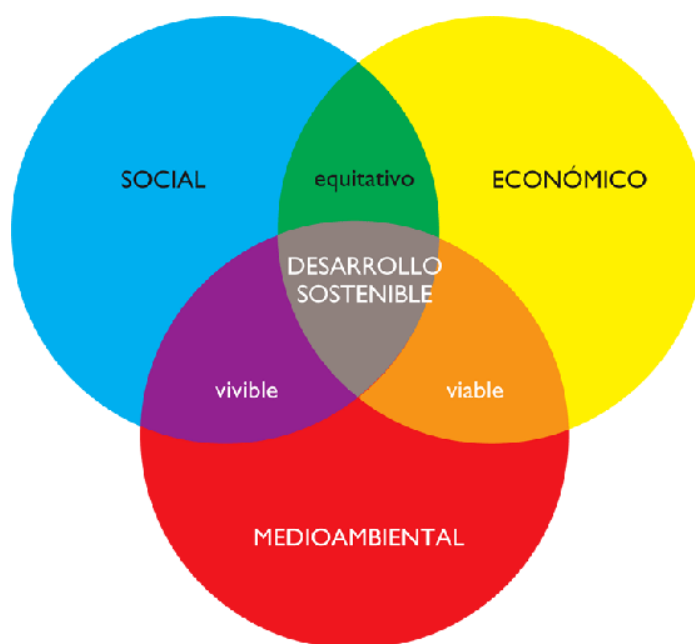 SOCIAL
equitativo
ECONÓMICO
DESARROLLO
SOSTENIBLE
vivible
viable
MEDIOAMBIENTAL